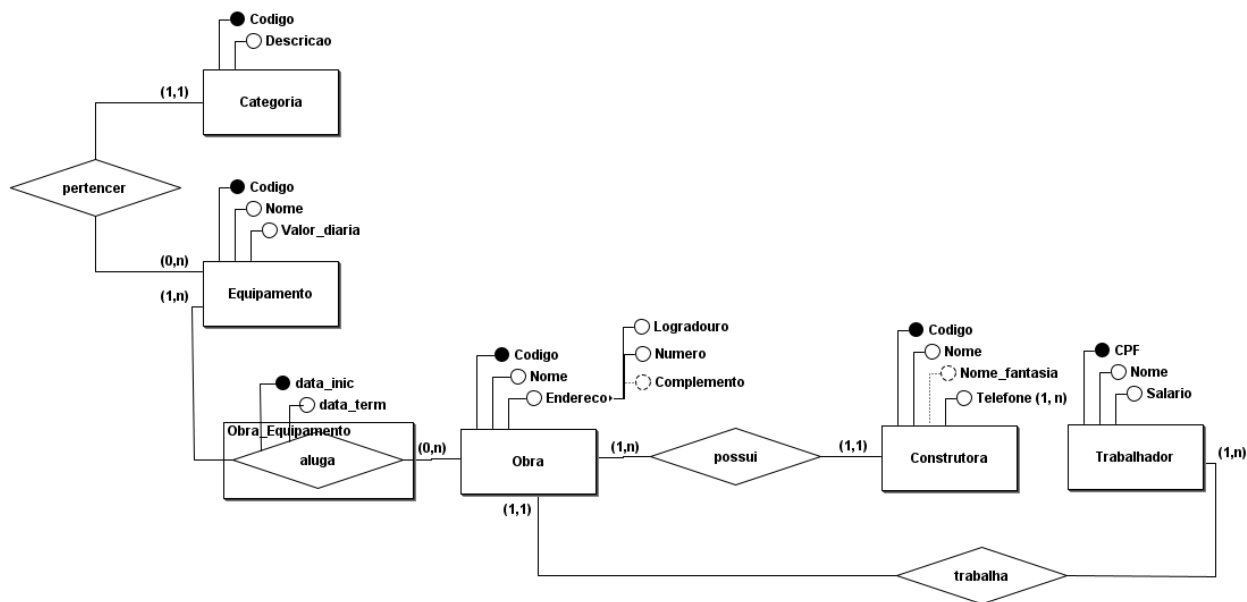 Codigo
Descricao
(1,1)
Categoria
pertencer
Codigo
Nome
Valor_diaria
(0,n)
(1,n)
Equipamento
data_inic
data_term
Obra_Equipamento
aluga
(0,n)
Codigo
Nome
Endereco
Logradouro
Numero
Complemento
Obra
(1,n)
(1,1)
possui
(1,1)
Codigo
Nome
Nome_fantasia
Telefone (1, n)
Construtora
CPF
Nome
Salario
Trabalhador
(1,n)
trabalha